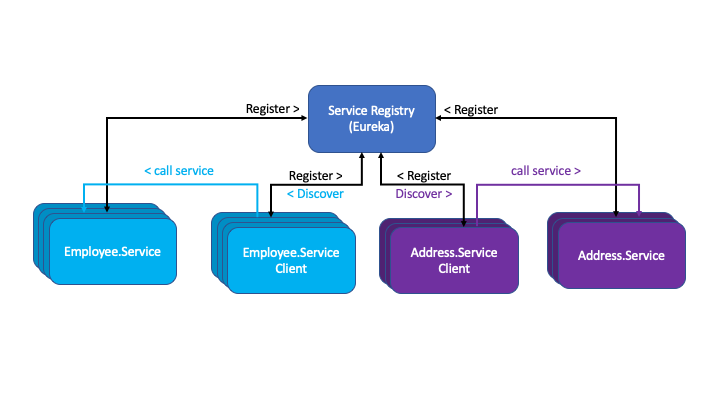 Service Registry
(Eureka)
Register >
< Register
< call service
Register >
< Discover
< Register
Discover >
call service >
Employee.Service
Employee.Service
Client
Address.Service
Client
Address.Service